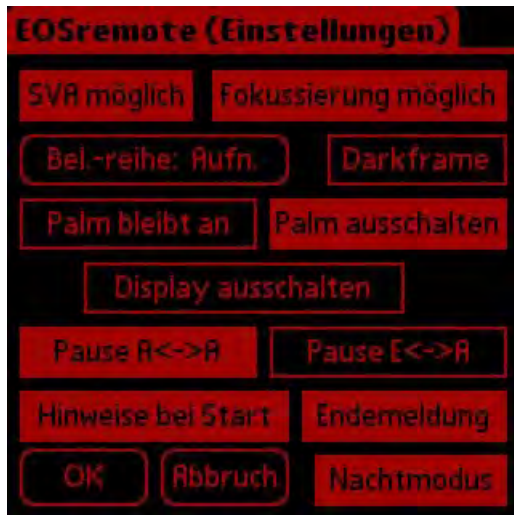 EOSremote (Einstellungen)
SVA möglich Fokussierung möglich
Bel.-reihe: Aufn. Darkframe
Palm bleibt an Palm ausschalten
Display ausschalten
Pause A<->A Pause E<->A
Hinweise bei Start Endemeldung
OK Abbruch Nachtmodus